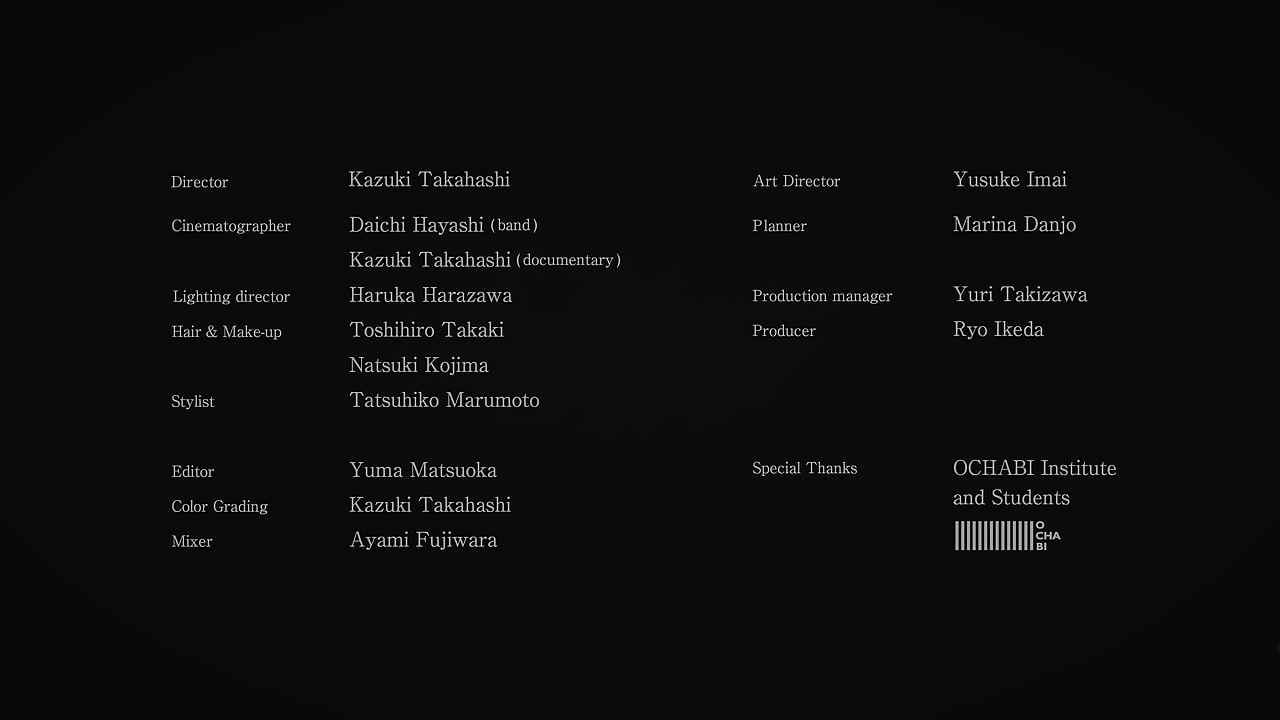 Director Kazuki Takahashi
Cinematographer Daichi Hayashi (band)
Kazuki Takahashi (documentary)
Lighting director Haruka Harazawa
Hair & Make-up Toshihiro Takaki
Natsuki Kojima
Stylist Tatsuhiko Marumoto
Editor Yuma Matsuoka
Color Grading Kazuki Takahashi
Mixer Ayami Fujiwara
Art Director Yusuke Imai
Planner Marina Danjo
Production manager Yuri Takizawa
Producer Ryo Ikeda
Special Thanks OCHABI Institute
and Students
O
CHA
BI